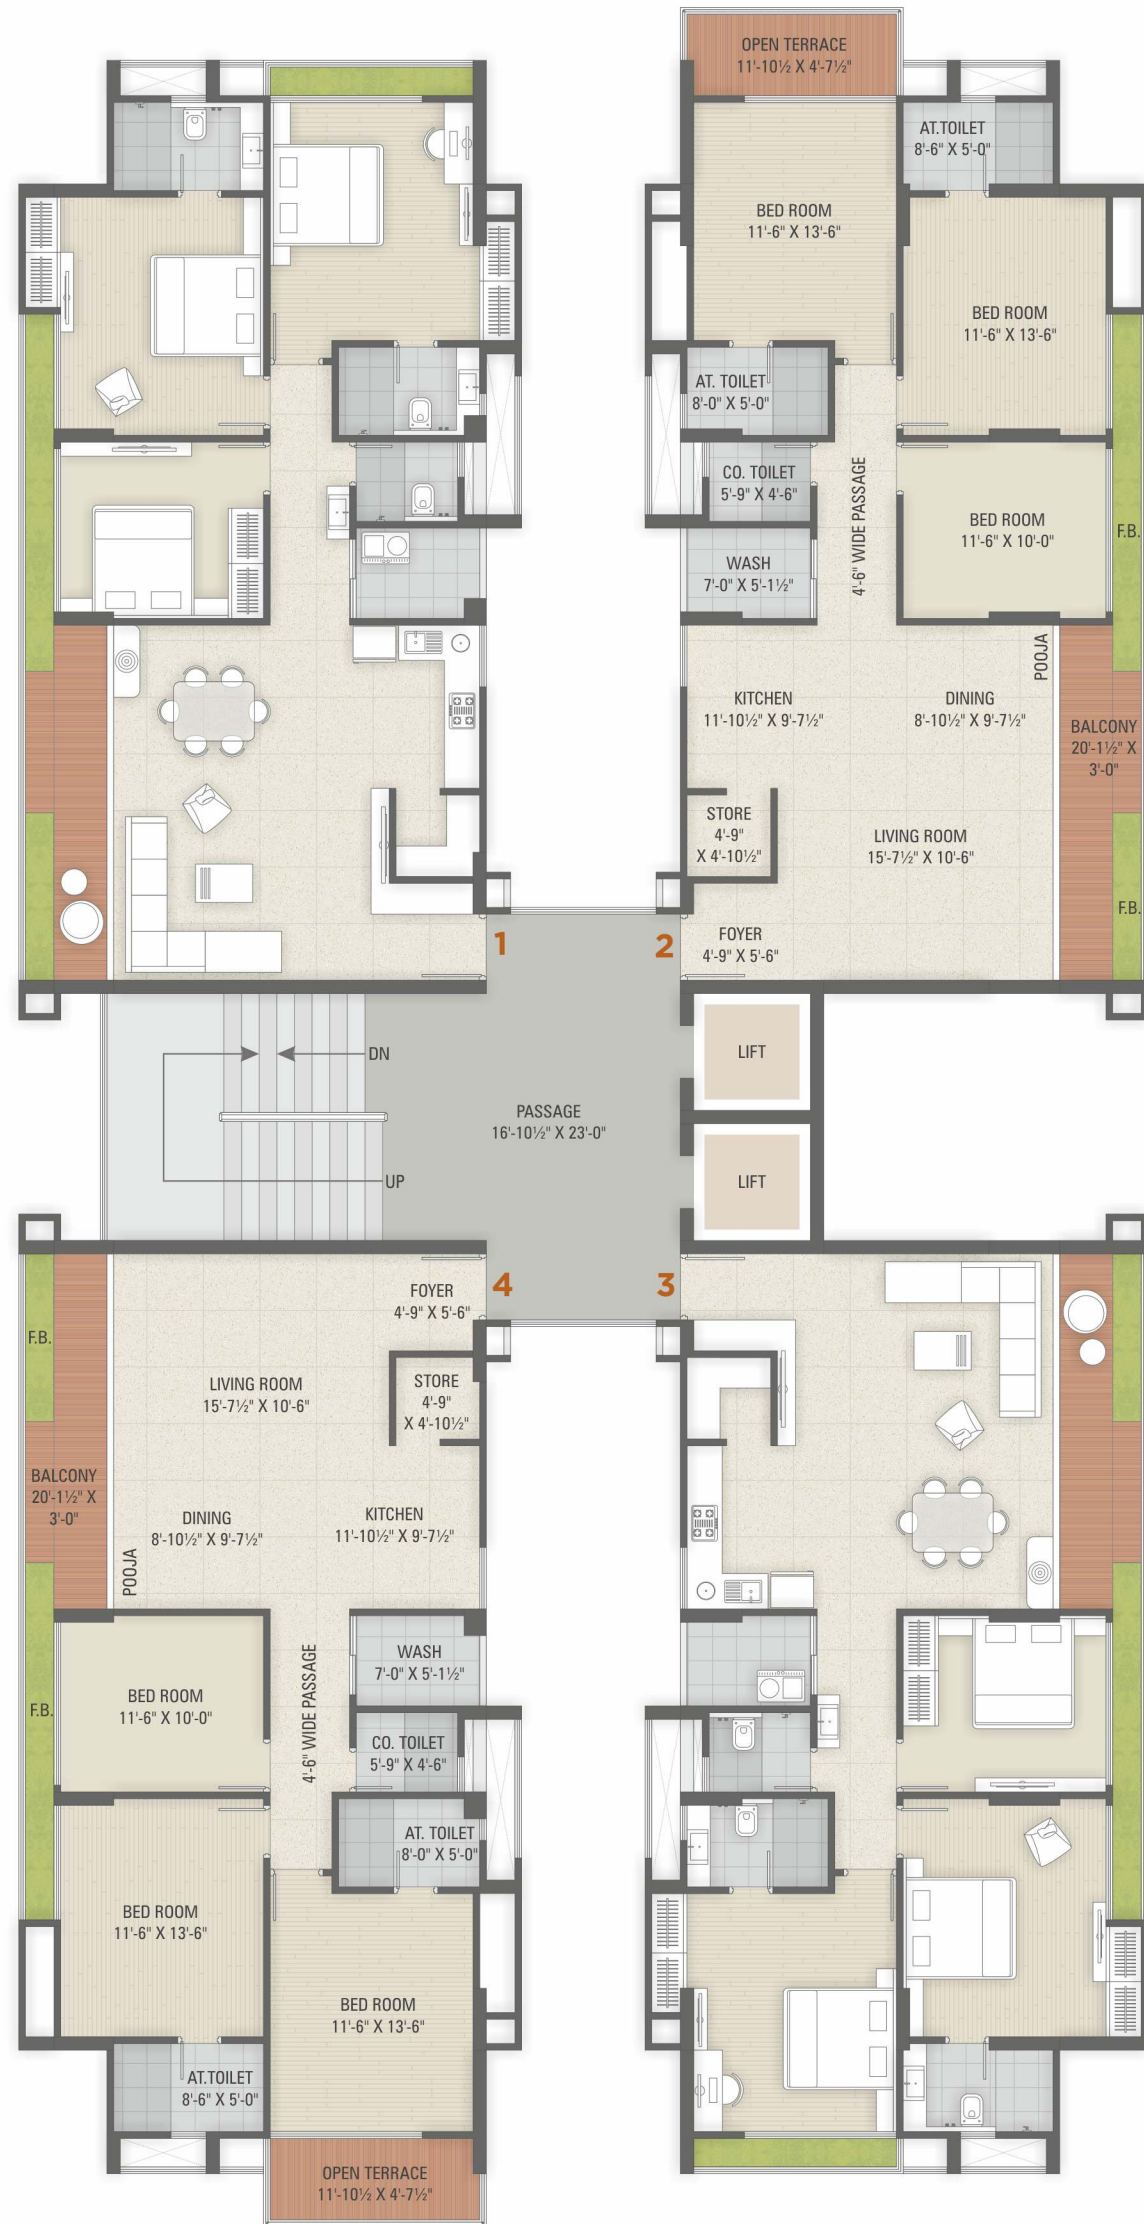 OPEN TERRACE
11'-10½ X 4'-7½"
AT.TOILET
8'-6" X 5'-0"
BED ROOM
11'-6" X 13'-6"
BED ROOM
11'-6" X 13'-6"
AT. TOILET
8'-0" X 5'-0"
CO. TOILET
5'-9" X 4'-6"
4'-6" WIDE PASSAGE
BED ROOM
11'-6" X 10'-0"
F.B.
WASH
7'-0" X 5'-1½"
POOJA
KITCHEN
11'-10½" X 9'-7½"
DINING
8'-10½" X 9'-7½"
BALCONY
20'-1½" X
3'-0"
STORE
4'-9"
X 4'-10½"
LIVING ROOM
15'-7½" X 10'-6"
F.B.
1
2
FOYER
4'-9" X 5'-6"
DN
LIFT
PASSAGE
16'-10½" X 23'-0"
UP
LIFT
4
3
FOYER
4'-9" X 5'-6"
F.B.
LIVING ROOM
15'-7½" X 10'-6"
STORE
4'-9"
X 4'-10½"
BALCONY
20'-1½" X
3'-0"
DINING
8'-10½" X 9'-7½"
KITCHEN
11'-10½" X 9'-7½"
POOJA
WASH
7'-0" X 5'-1½"
4'-6" WIDE PASSAGE
BED ROOM
11'-6" X 10'-0"
F.B.
CO. TOILET
5'-9" X 4'-6"
AT. TOILET
8'-0" X 5'-0"
BED ROOM
11'-6" X 13'-6"
BED ROOM
11'-6" X 13'-6"
AT.TOILET
8'-6" X 5'-0"
OPEN TERRACE
11'-10½ X 4'-7½"